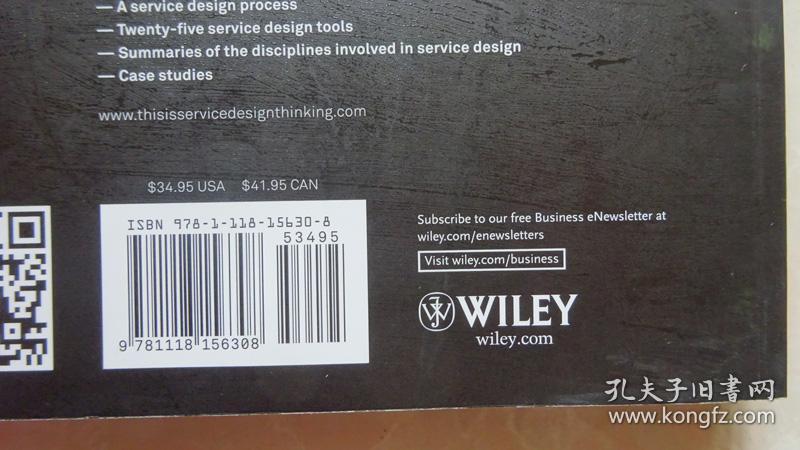 — A service design process
— Twenty-five service design tools
— Summaries of the disciplines involved in service design
— Case studies
www.thisisservicedesignthinking.com
$34.95 USA $41.95 CAN
ISBN 978-1-118-15630-8
53495
9 781118 156308
Subscribe to our free Business eNewsletter at
wiley.com/enewsletters
Visit wiley.com/business
WILEY
wiley.com
孔夫子旧書网
www.kongfz.com